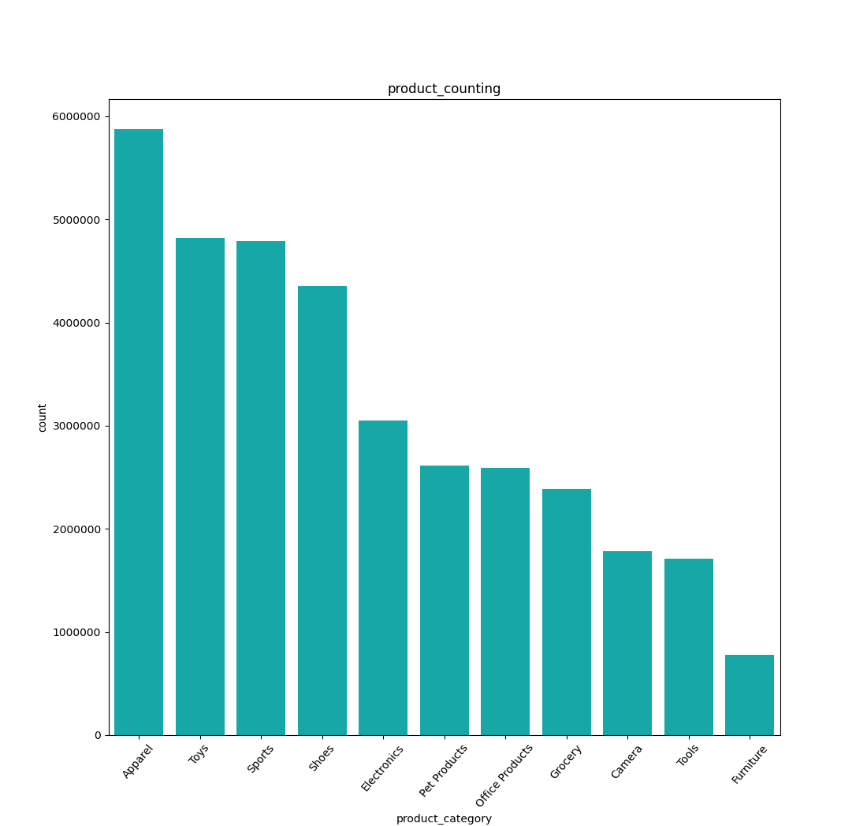 product_counting
6000000
5000000
4000000
3000000
2000000
1000000
0
count
Apparel
Toys
Sports
Shoes
Electronics
Pet Products
Office Products
Grocery
Camera
Tools
Furniture
product_category